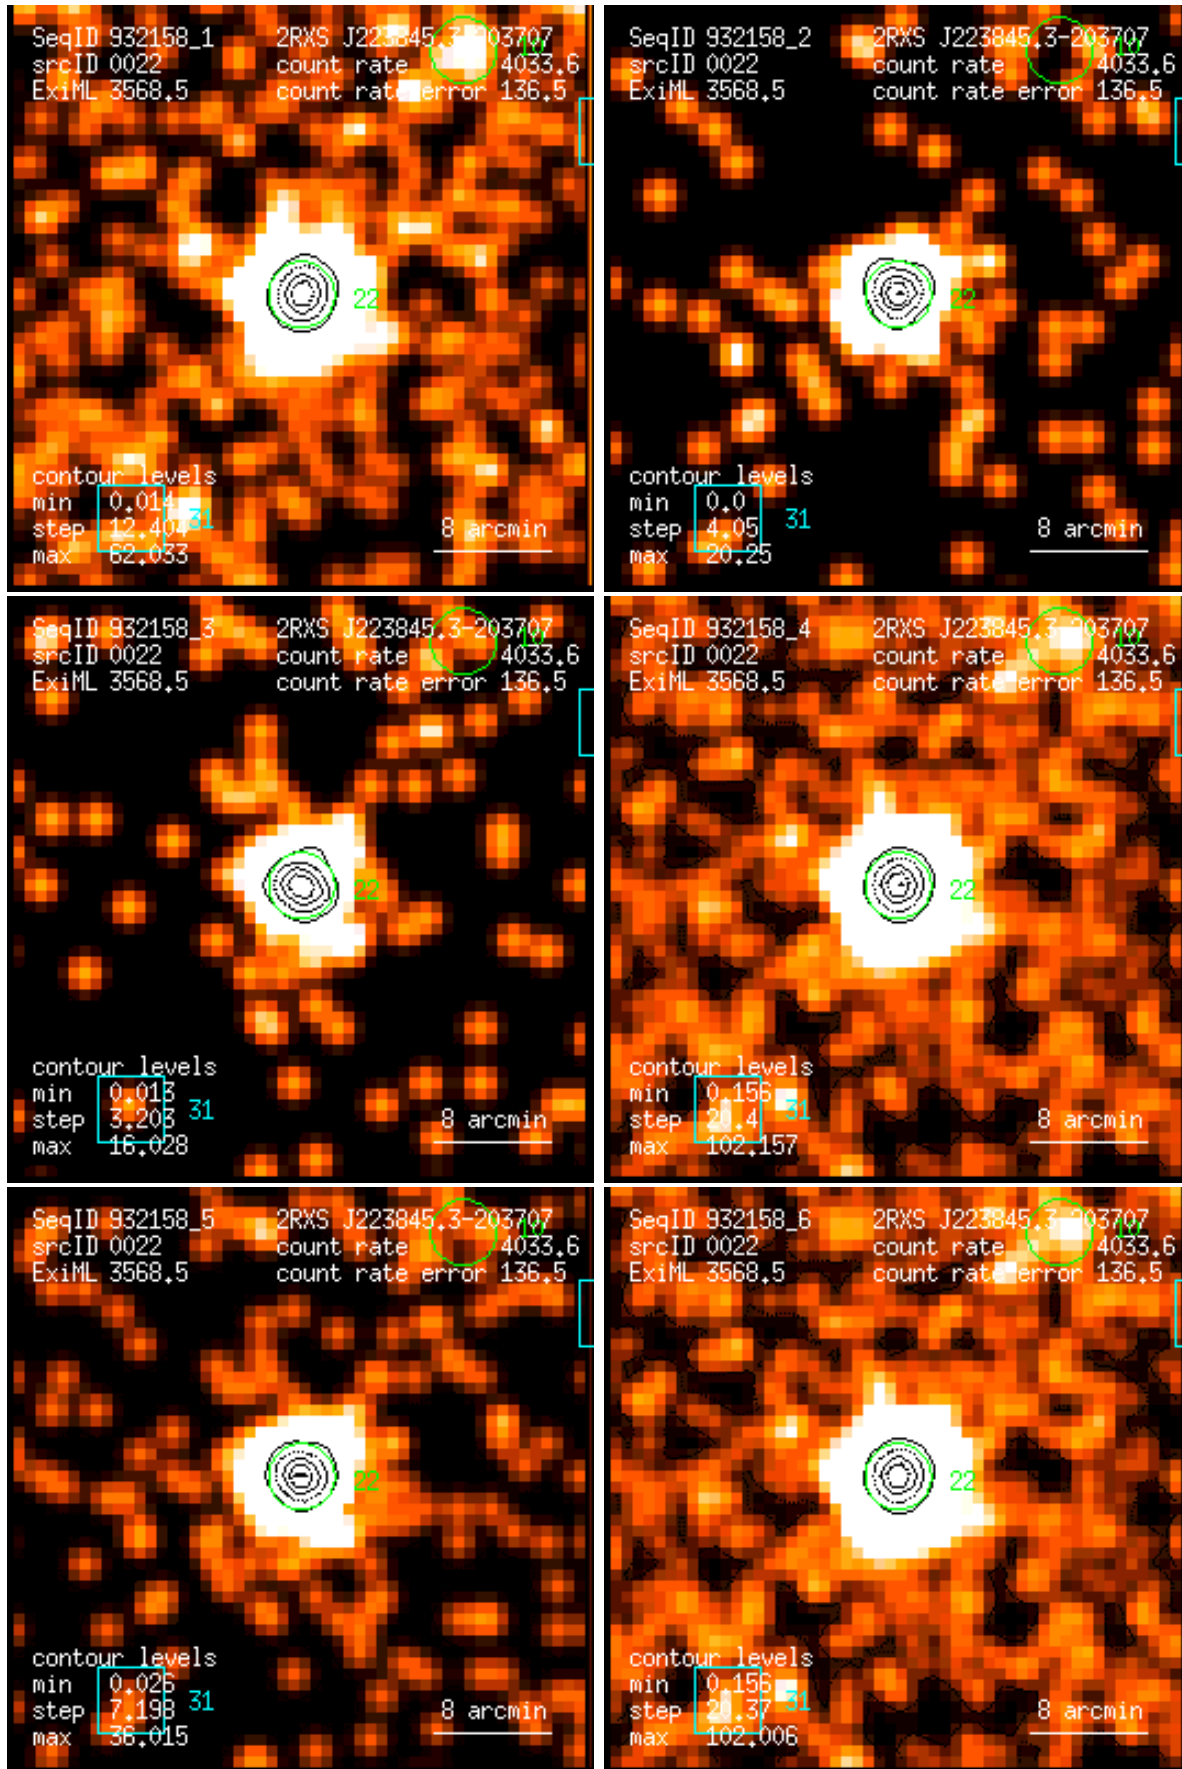 SeqID 932158_1 2RXS J223845.3-203707
10
srcID 0022 count rate 4033.6
ExiML 3568.5 count rate error 136.5
22
contour levels
min 0.014
step 12.404 31
max 62.033
8 arcmin
SeqID 932158_2 2RXS J223845.3-203707
10
srcID 0022 count rate 4033.6
ExiML 3568.5 count rate error 136.5
22
contour levels
min 0.0
step 4.05 31
max 20.25
8 arcmin
SeqID 932158_3 2RXS J223845.3-203707
10
srcID 0022 count rate 4033.6
ExiML 3568.5 count rate error 136.5
22
contour levels
min 0.013
step 3.203 31
max 16.028
8 arcmin
SeqID 932158_4 2RXS J223845.3-203707
10
srcID 0022 count rate 4033.6
ExiML 3568.5 count rate error 136.5
22
contour levels
min 0.156
step 20.4 31
max 102.157
8 arcmin
SeqID 932158_5 2RXS J223845.3-203707
10
srcID 0022 count rate 4033.6
ExiML 3568.5 count rate error 136.5
22
contour levels
min 0.026
step 7.198 31
max 36.015
8 arcmin
SeqID 932158_6 2RXS J223845.3-203707
10
srcID 0022 count rate 4033.6
ExiML 3568.5 count rate error 136.5
22
contour levels
min 0.156
step 20.37 31
max 102.006
8 arcmin